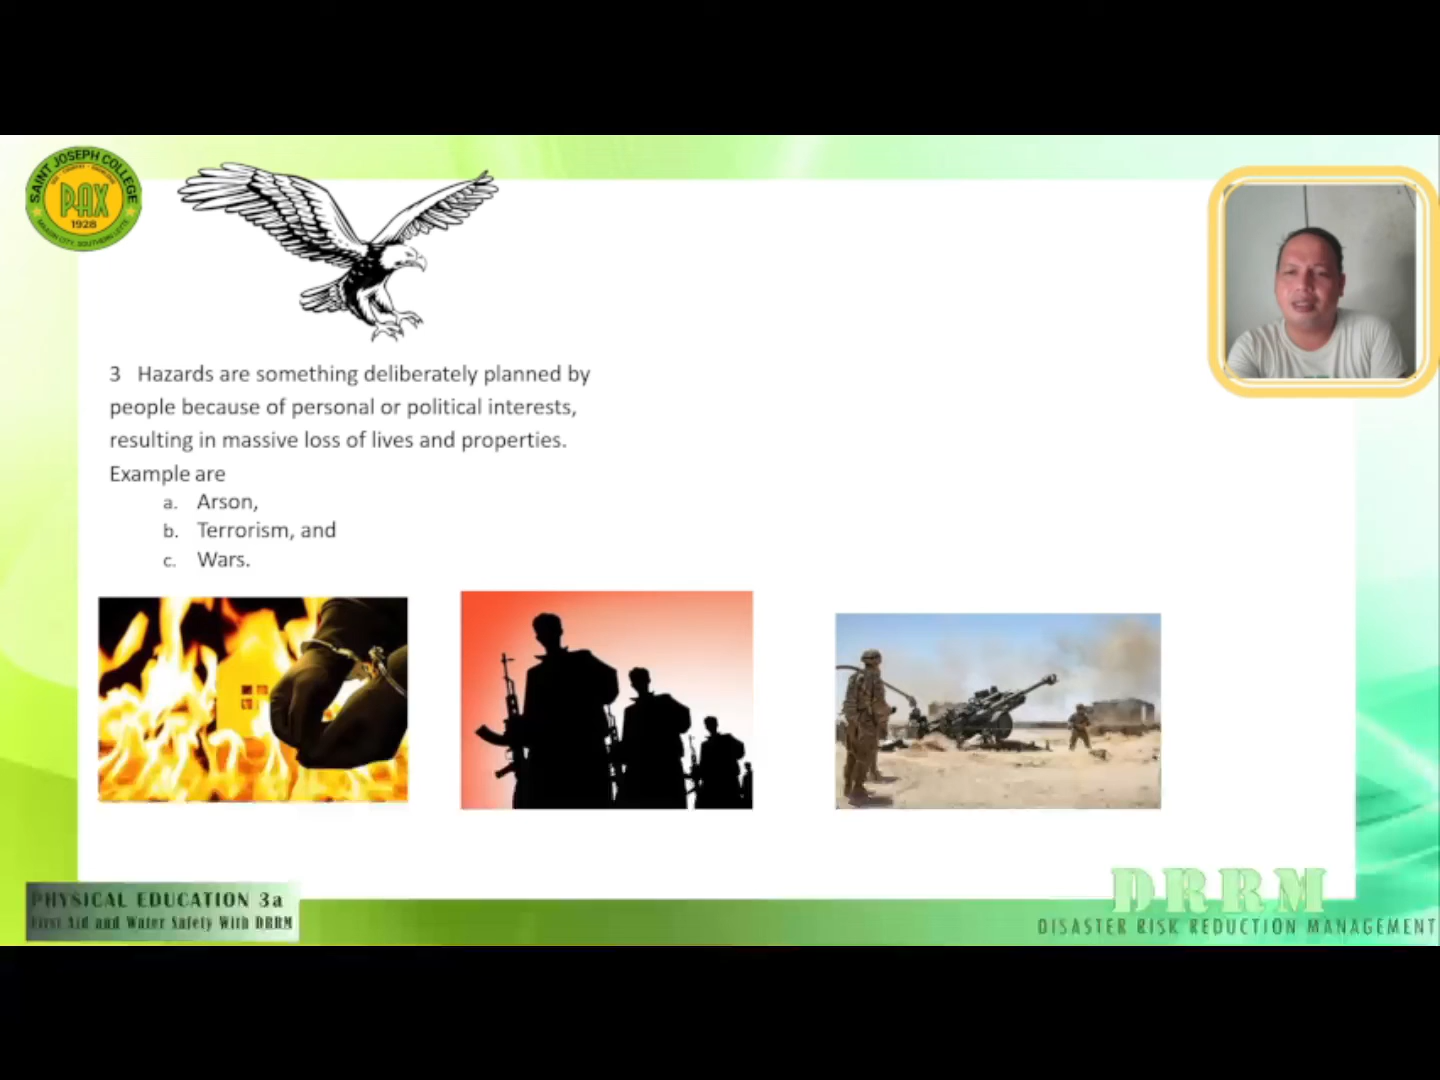 SAINT JOSEPH COLLEGE
PAX
1928
3 Hazards are something deliberately planned by
people because of personal or political interests,
resulting in massive loss of lives and properties.
Example are
a. Arson,
b. Terrorism, and
c. Wars.
PHYSICAL EDUCATION 3a
First Aid and Water Safety With DRRM
DRRM
DISASTER RISK REDUCTION MANAGEMENT